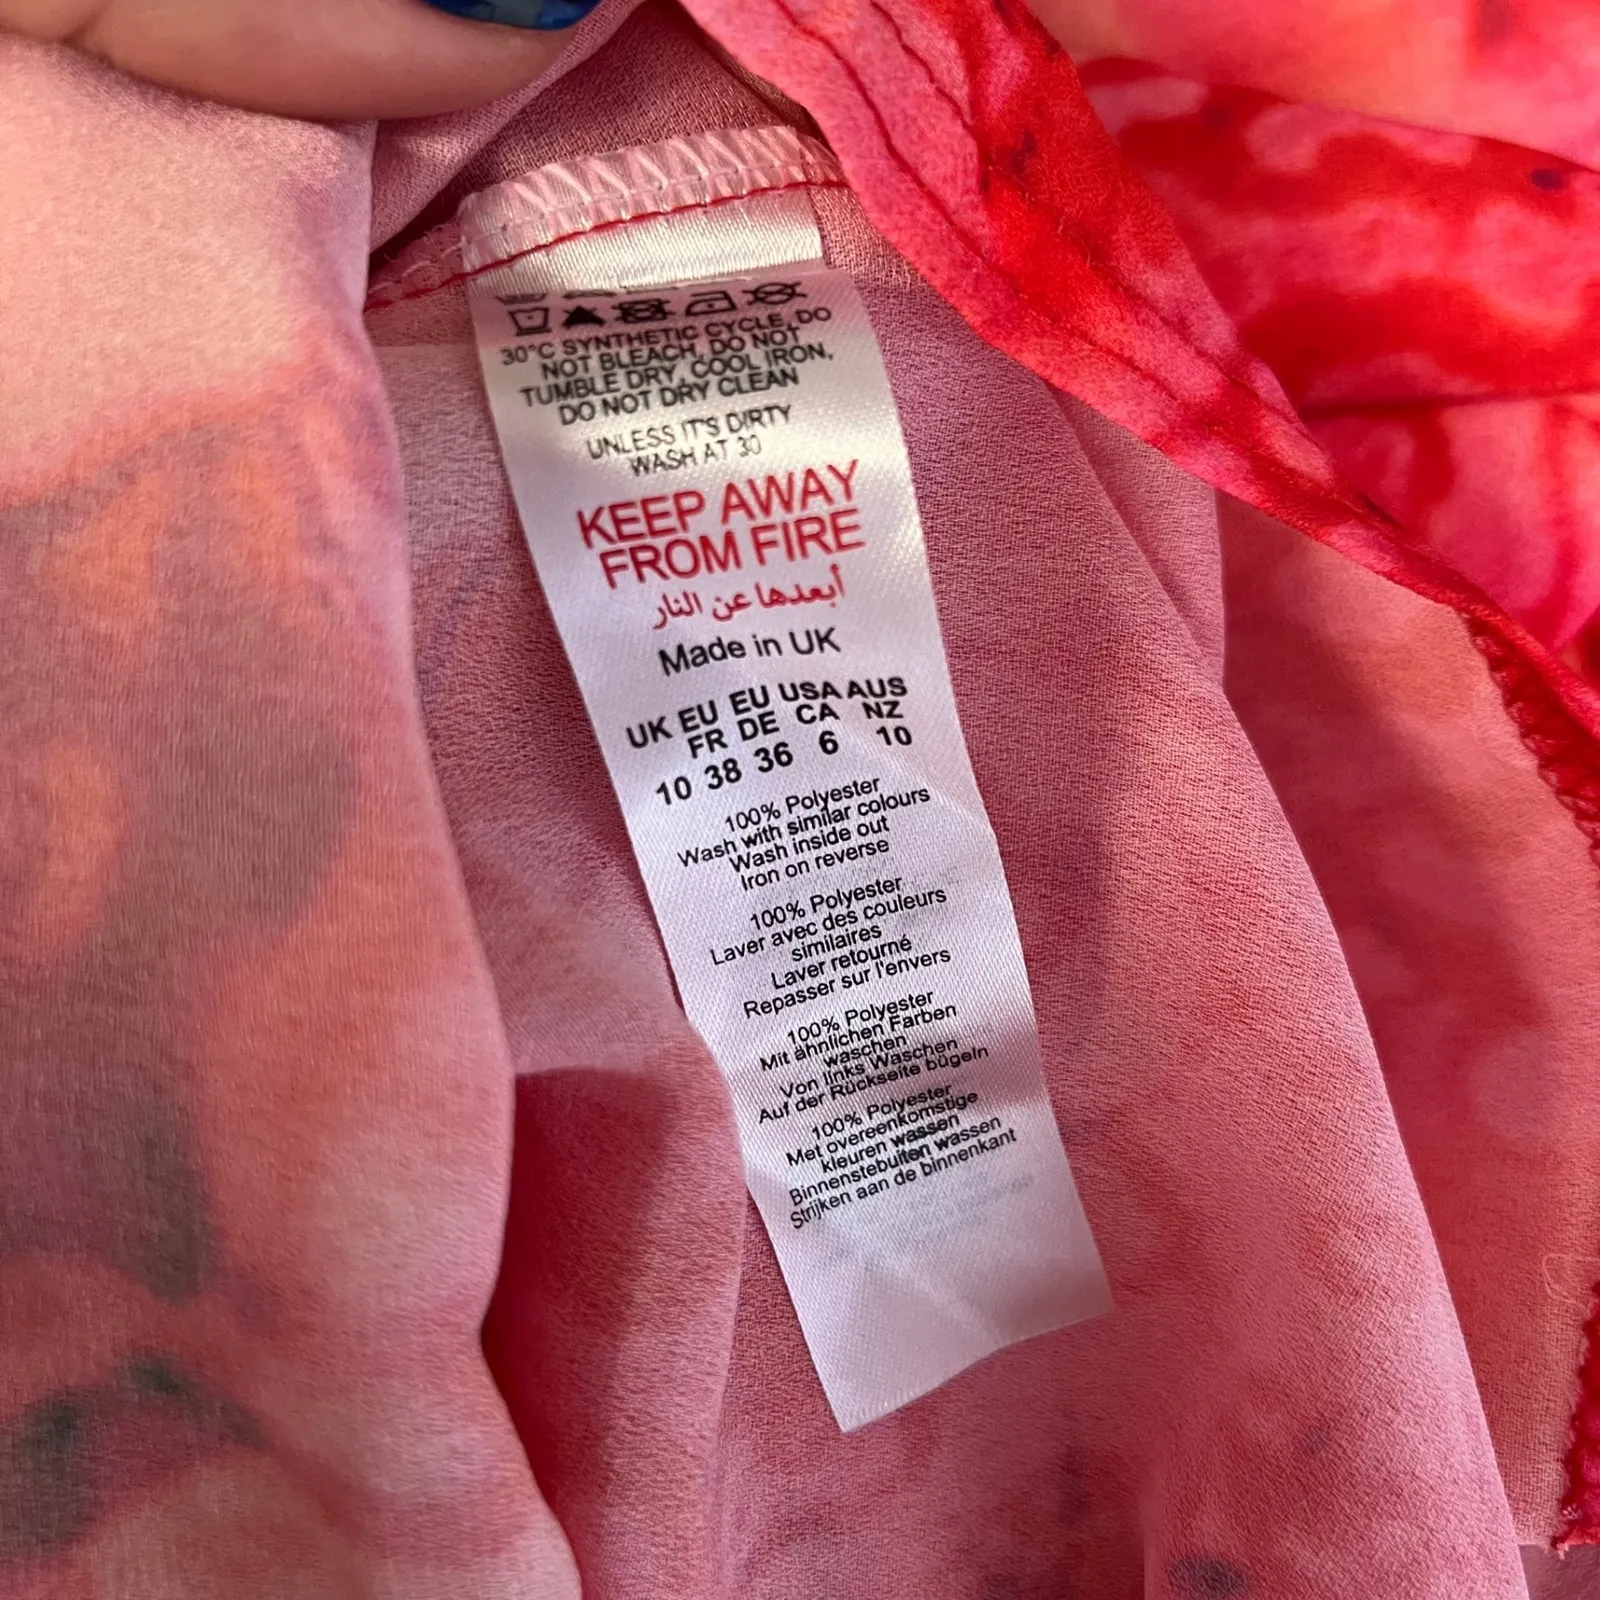 30°C SYNTHETIC CYCLE, DO
NOT BLEACH, DO NOT
TUMBLE DRY, COOL IRON,
DO NOT DRY CLEAN
UNLESS IT'S DIRTY
WASH AT 30
KEEP AWAY
FROM FIRE
أبعدها عن النار
Made in UK
UK EU EU USA AUS
FR DE CA NZ
10 38 36 6 10
100% Polyester
Wash with similar colours
Wash inside out
Iron on reverse
100% Polyester
Laver avec des couleurs
similaires
Laver retourné
Repasser sur l'envers
100% Polyester
Mit ähnlichen Farben
waschen
Von links Waschen
Auf der Rückseite bügeln
100% Polyester
Met overeenkomstige
kleuren wassen
Binnenstebuiten wassen
Strijken aan de binnenkant